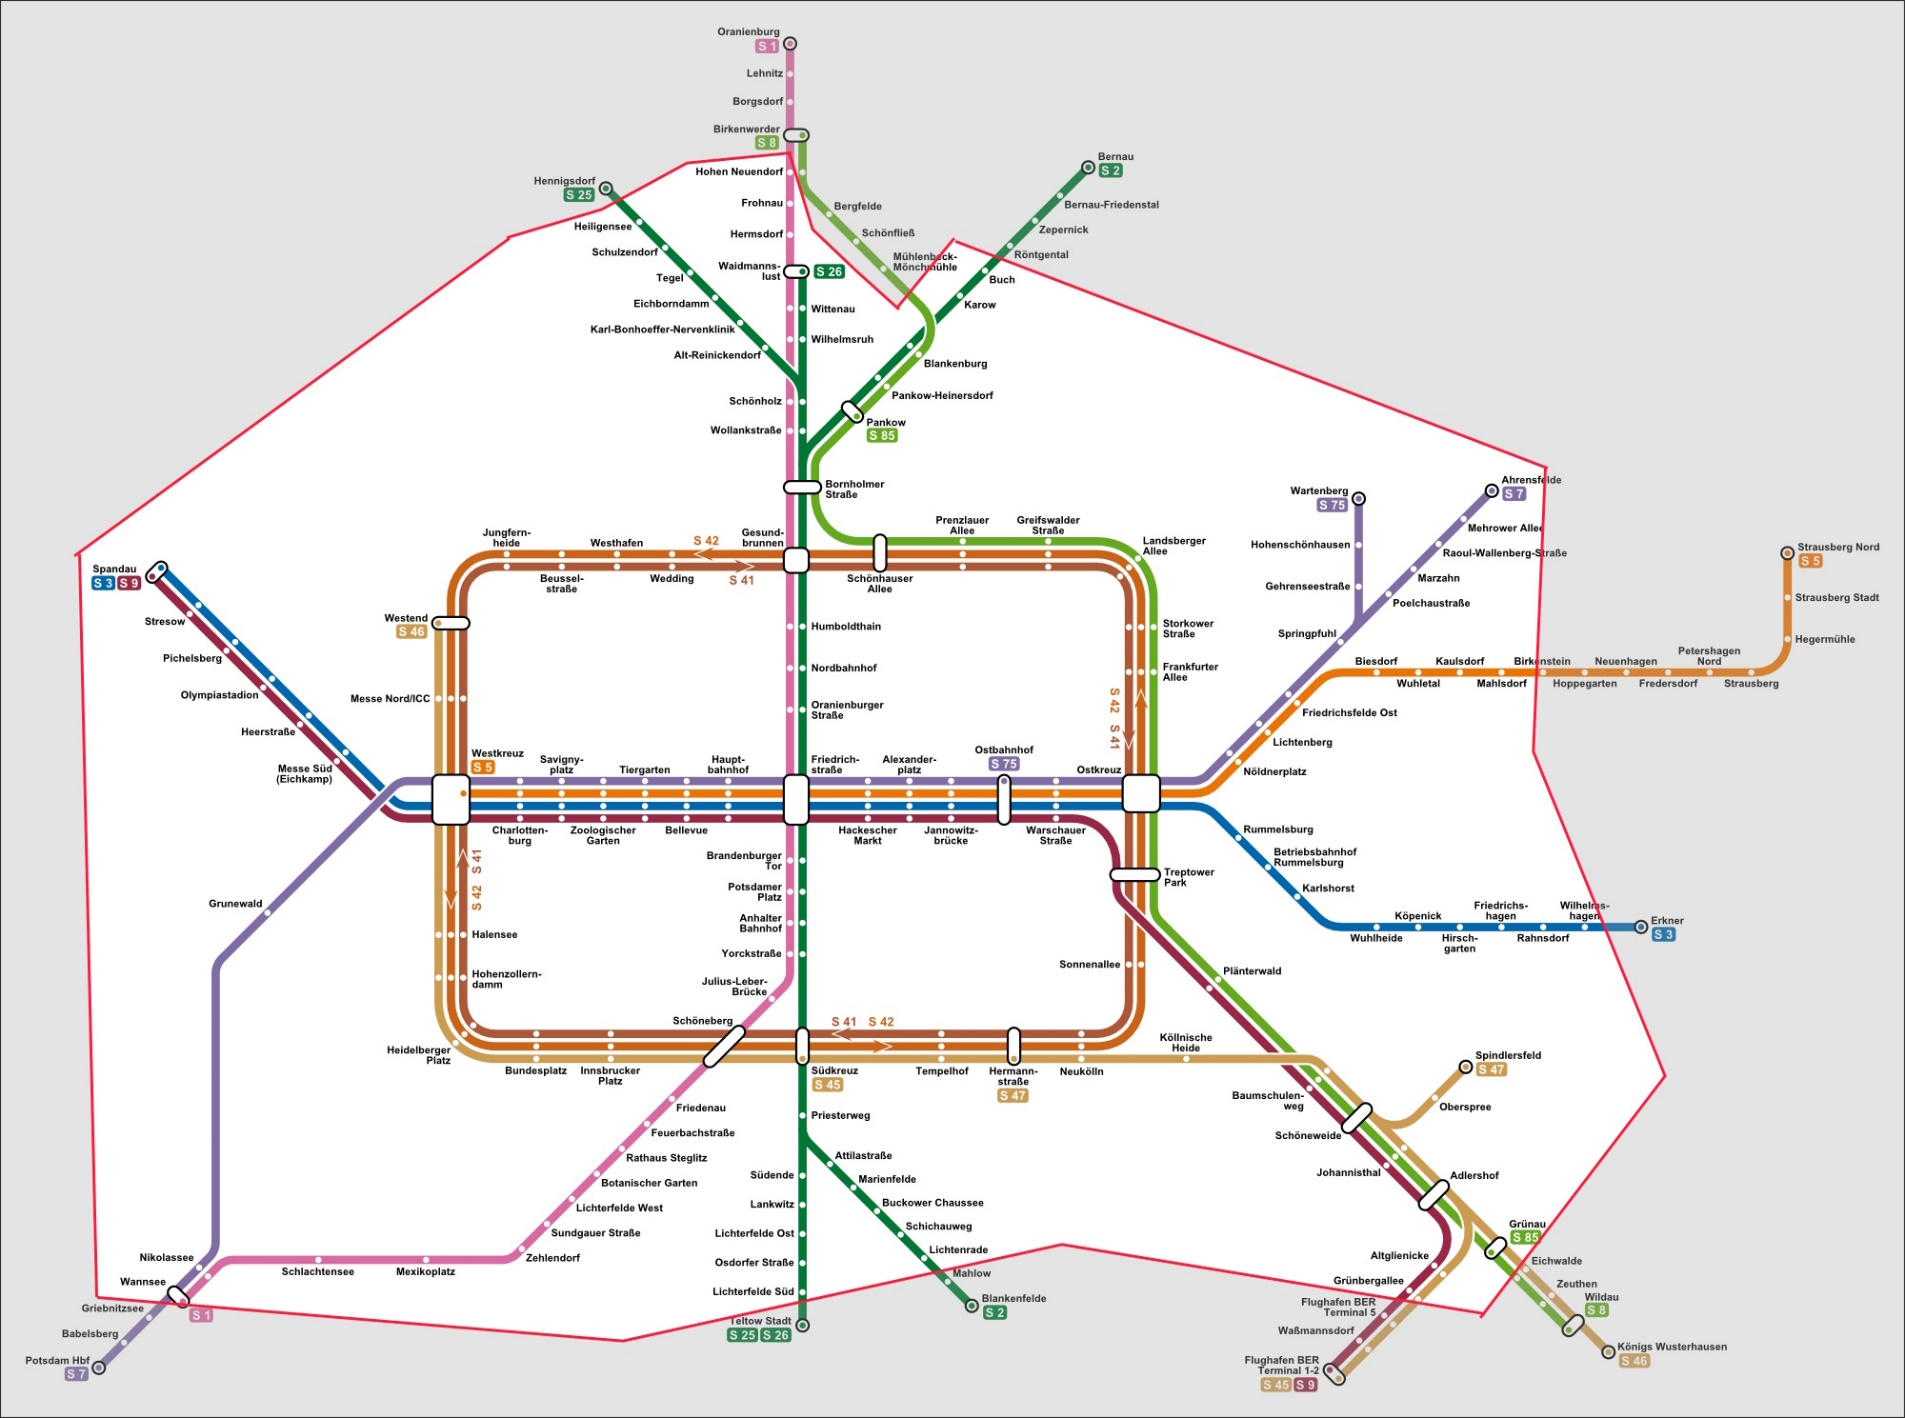 Oranienburg
S 1
Lehnitz
Borgsdorf
Birkenwerder
S 8
Hohen Neuendorf
Frohnau
Hermsdorf
Waidmanns-
lust
S 26
Wittenau
Wilhelmsruh
Schönholz
Wollankstraße
Hennigsdorf
S 25
Heiligensee
Schulzendorf
Tegel
Eichborndamm
Karl-Bonhoeffer-Nervenklinik
Alt-Reinickendorf
Bergfelde
Schönfließ
Mühlenbeck-
Mönchmühle
Bernau
S 2
Bernau-Friedenstal
Zepernick
Röntgental
Buch
Karow
Blankenburg
Pankow-Heinersdorf
Pankow
S 85
Bornholmer
Straße
Jungfern-
heide
Westhafen
S 42
Gesund-
brunnen
Beussel-
straße
Wedding
S 41
Schönhauser
Allee
Prenzlauer
Allee
Greifswalder
Straße
Landsberger
Allee
Storkower
Straße
Frankfurter
Allee
S 42
S 41
Spandau
S 3 S 9
Stresow
Pichelsberg
Olympiastadion
Heerstraße
Messe Süd
(Eichkamp)
Westend
S 46
Messe Nord/ICC
Humboldthain
Nordbahnhof
Oranienburger
Straße
Wartenberg
S 75
Hohenschönhausen
Gehrenseestraße
Springpfuhl
Ahrensfelde
S 7
Mehrower Allee
Raoul-Wallenberg-Straße
Marzahn
Poelchaustraße
Strausberg Nord
S 5
Strausberg Stadt
Hegermühle
Biesdorf
Wuhletal
Kaulsdorf
Mahlsdorf
Birkenstein
Hoppegarten
Neuenhagen
Fredersdorf
Petershagen
Nord
Strausberg
Friedrichsfelde Ost
Lichtenberg
Nöldnerplatz
Westkreuz
S 5
Savigny-
platz
Tiergarten
Haupt-
bahnhof
Friedrich-
straße
Alexander-
platz
Ostbahnhof
S 75
Ostkreuz
Charlotten-
burg
Zoologischer
Garten
Bellevue
Hackescher
Markt
Jannowitz-
brücke
Warschauer
Straße
Treptower
Park
Rummelsburg
Betriebsbahnhof
Rummelsburg
Karlshorst
Wuhlheide
Köpenick
Hirsch-
garten
Friedrichs-
hagen
Rahnsdorf
Wilhelms-
hagen
Erkner
S 3
Brandenburger
Tor
Potsdamer
Platz
Anhalter
Bahnhof
Yorckstraße
Julius-Leber-
Brücke
Schöneberg
S 41
S 42
Halensee
Hohenzollern-
damm
Heidelberger
Platz
Bundesplatz
Innsbrucker
Platz
S 41
S 42
Südkreuz
S 45
Tempelhof
Hermann-
straße
S 47
Neukölln
Sonnenallee
Köllnische
Heide
Plänterwald
Baumschulen-
weg
Schöneweide
Johannisthal
Spindlersfeld
S 47
Oberspree
Adlershof
Grünau
S 85
Eichwalde
Zeuthen
Wildau
S 8
Königs Wusterhausen
S 46
Altglienicke
Grünbergallee
Flughafen BER
Terminal 5
Waßmannsdorf
Flughafen BER
Terminal 1-2
S 45 S 9
Grunewald
Nikolassee
Wannsee
S 1
Griebnitzsee
Babelsberg
Potsdam Hbf
S 7
Schlachtensee
Mexikoplatz
Zehlendorf
Sundgauer Straße
Lichterfelde West
Botanischer Garten
Rathaus Steglitz
Feuerbachstraße
Friedenau
Priesterweg
Südende
Lankwitz
Lichterfelde Ost
Osdorfer Straße
Lichterfelde Süd
Teltow Stadt
S 25 S 26
Attilastraße
Marienfelde
Buckower Chaussee
Schichauweg
Lichtenrade
Mahlow
Blankenfelde
S 2